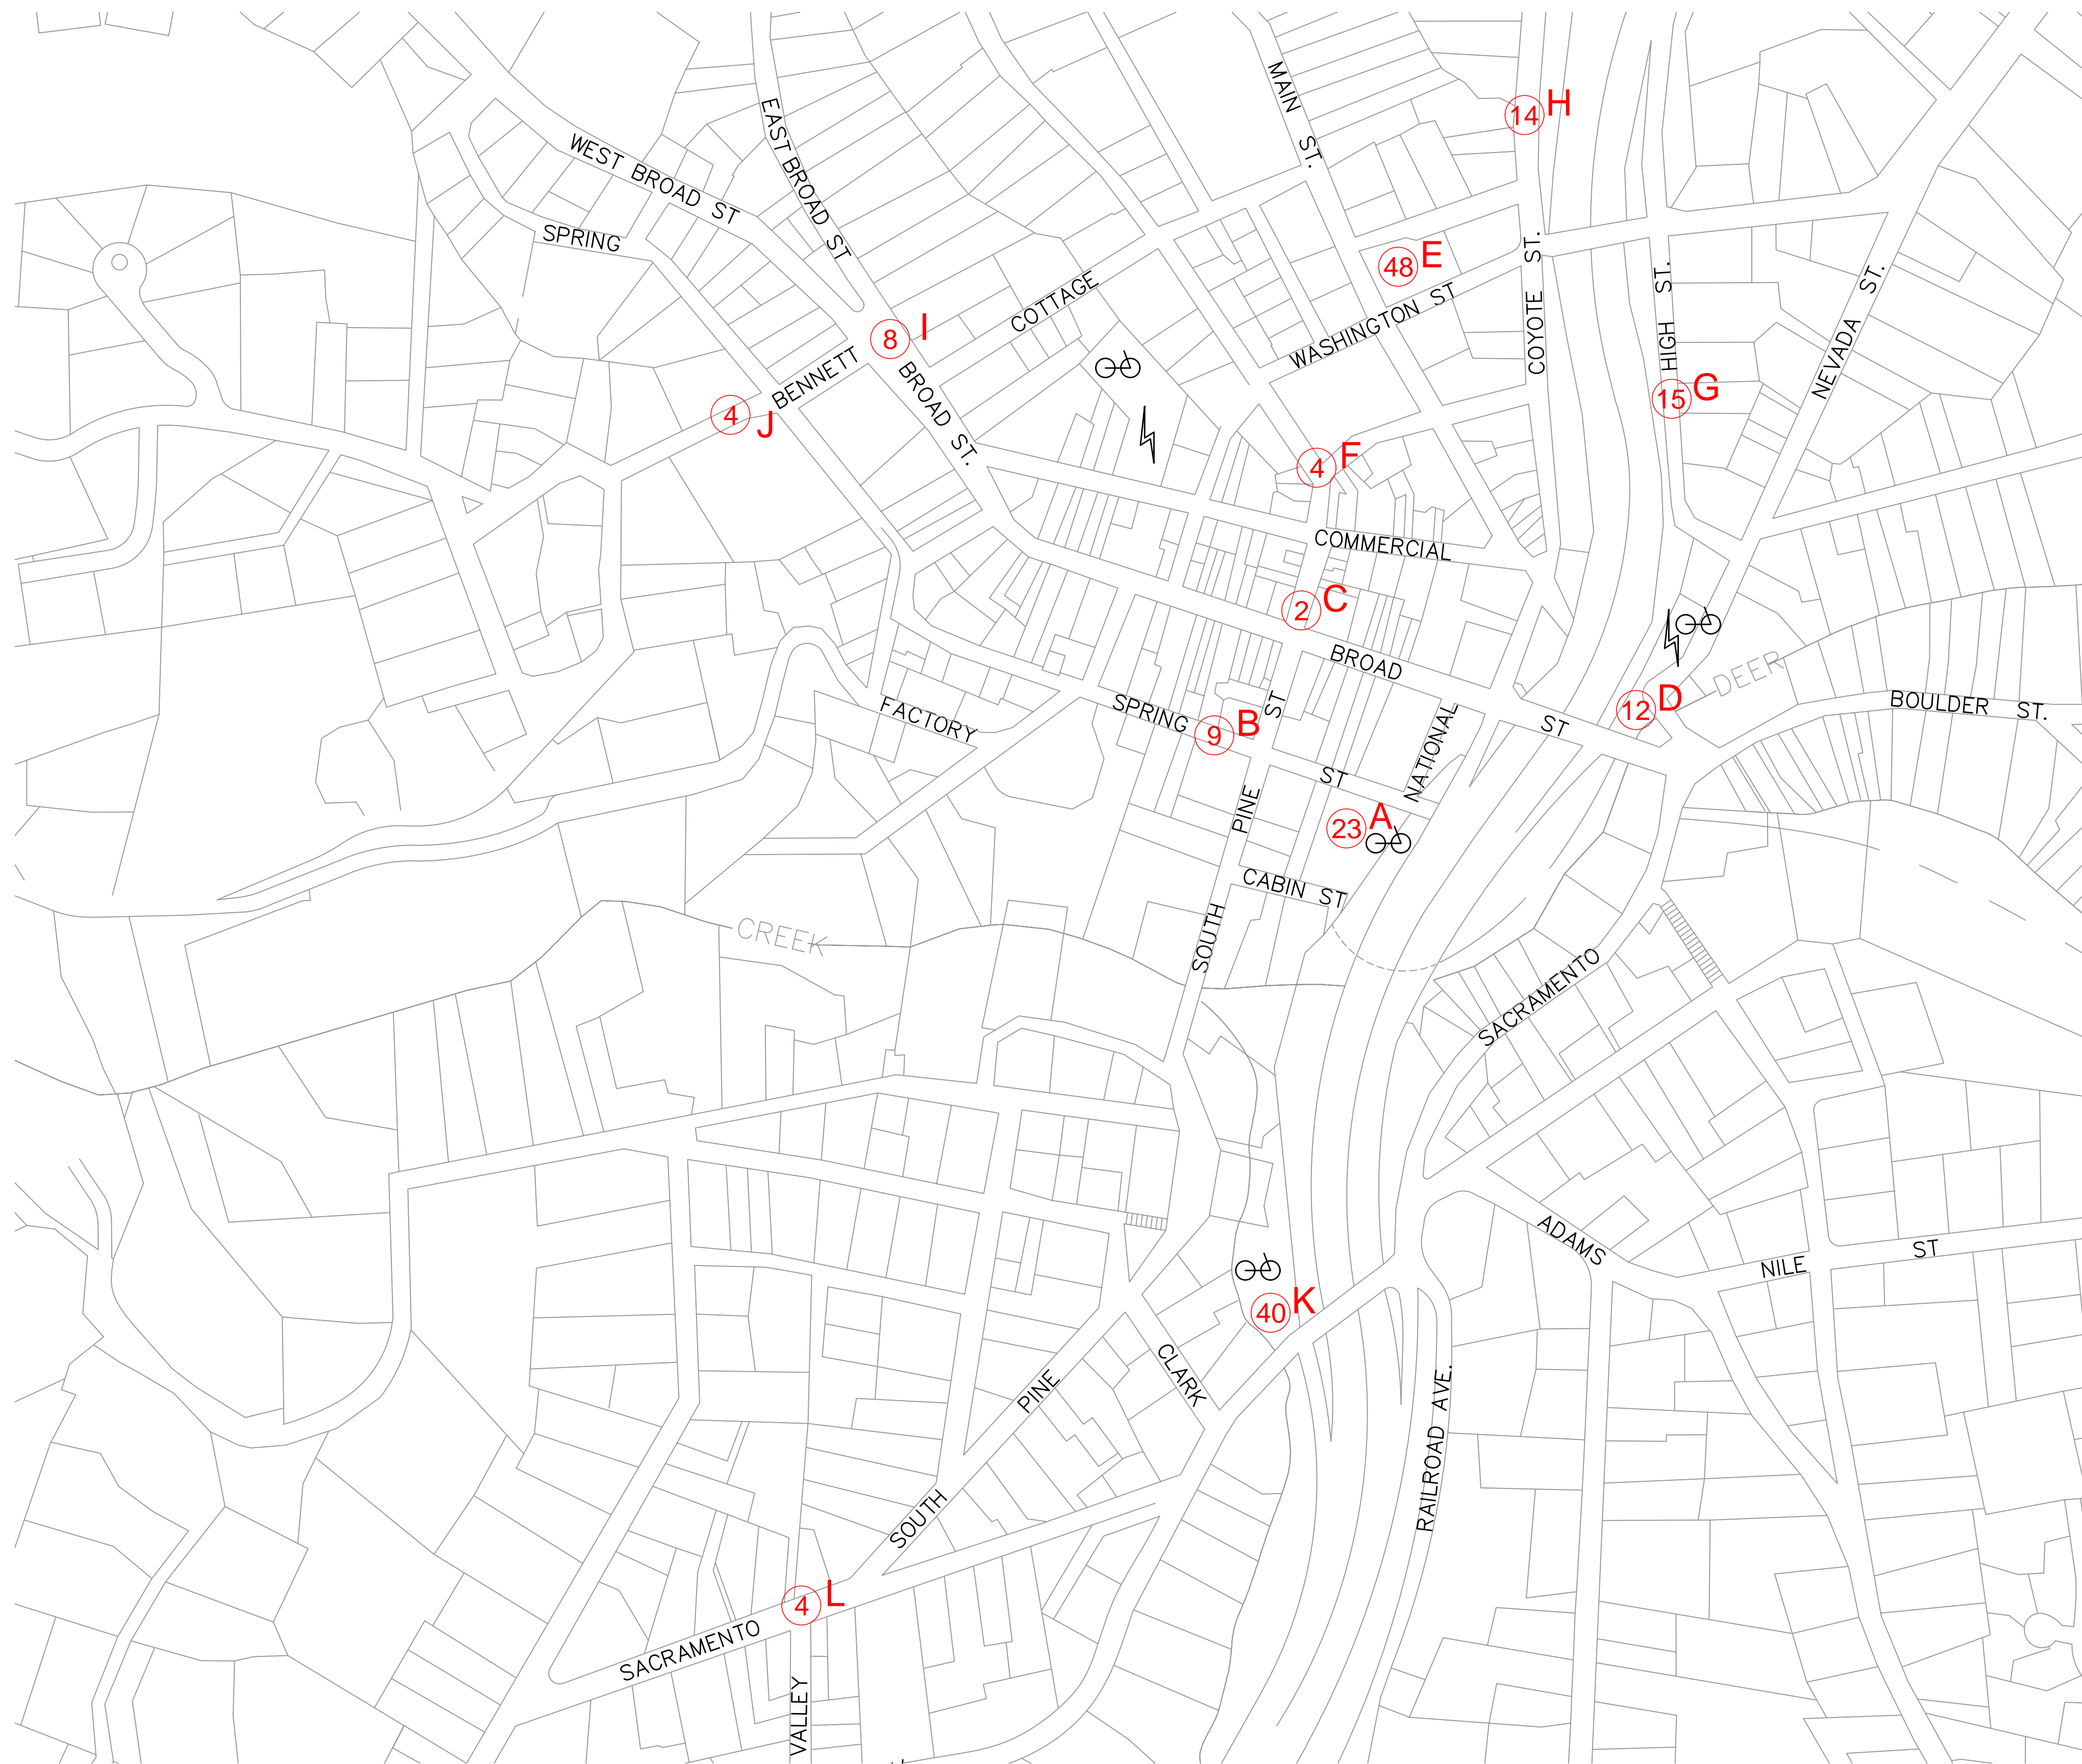 MAIN ST.
14 H
EAST BROAD ST
WEST BROAD ST
SPRING
48 E
COYOTE ST.
HIGH ST.
NEVADA ST.
COTTAGE
WASHINGTON ST
8 I
BENNETT
BROAD ST.
4 J
15 G
4 F
COMMERCIAL
2 C
BROAD ST
DEER
12 D
BOULDER ST.
FACTORY
SPRING ST
9 B
NATIONAL
SOUTH PINE ST
23 A
CABIN ST
CREEK
SACRAMENTO
ADAMS
NILE ST
40 K
CLARK
SOUTH PINE
RAILROAD AVE.
4 L
SACRAMENTO
VALLEY